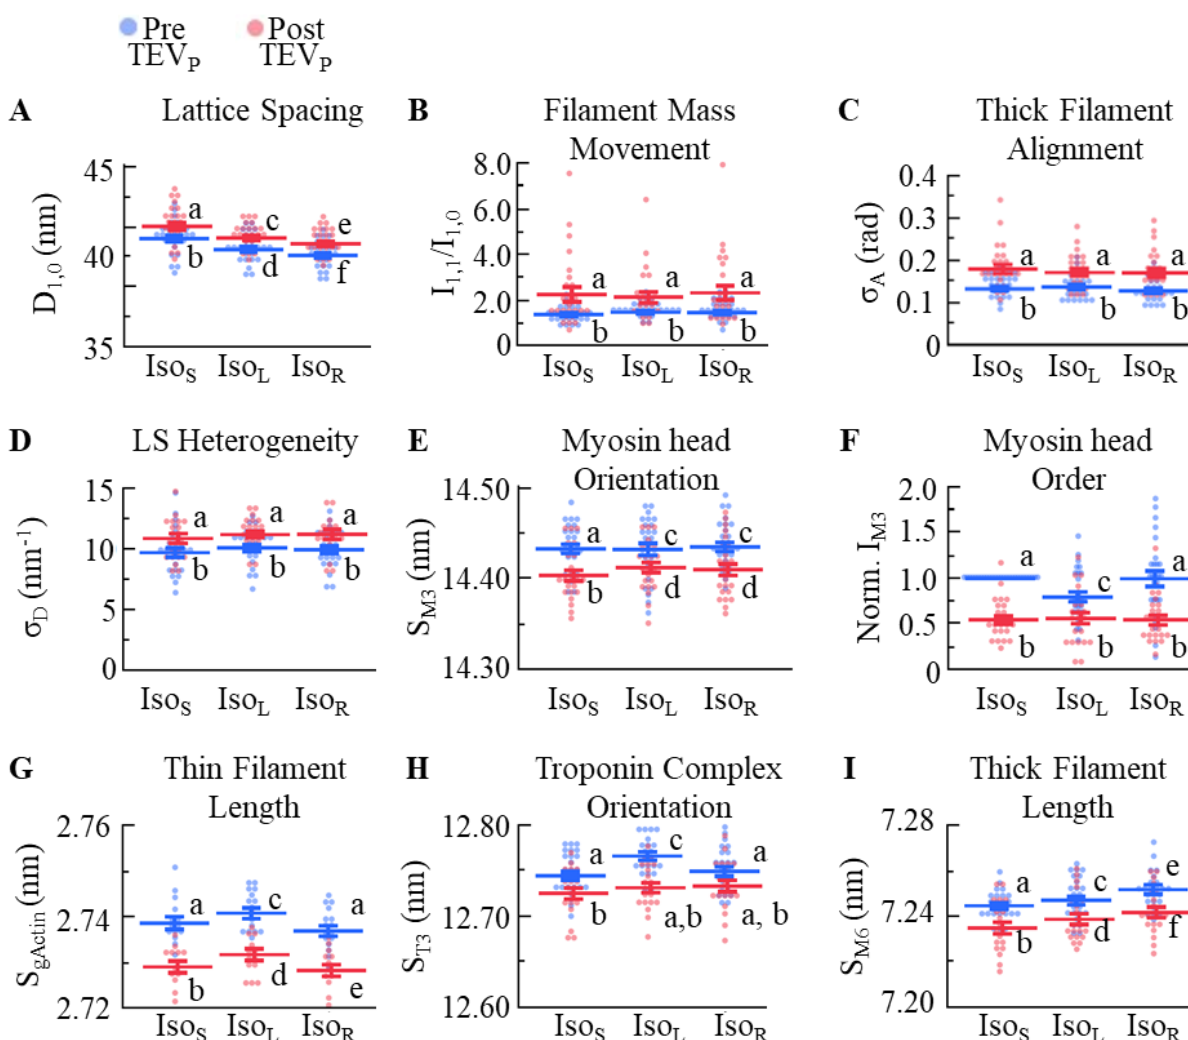 Pre TEVP
Post TEVP
A Lattice Spacing
D1,0 (nm)
45
40
35
a
b
c
d
e
f
IsoS IsoL IsoR
B Filament Mass
Movement
I1,1/I1,0
8.0
6.0
4.0
2.0
0
a
b
a
b
a
b
IsoS IsoL IsoR
C Thick Filament
Alignment
σA (rad)
0.4
0.3
0.2
0.1
0
a
b
a
b
a
b
IsoS IsoL IsoR
D LS Heterogeneity
σD (nm-1)
15
10
5
0
a
b
a
b
a
b
IsoS IsoL IsoR
E Myosin head
Orientation
SM3 (nm)
14.50
14.40
14.30
a
b
c
d
c
d
IsoS IsoL IsoR
F Myosin head
Order
Norm. IM3
2.0
1.0
0.5
0
a
b
c
b
a
b
IsoS IsoL IsoR
G Thin Filament
Length
SgActin (nm)
2.76
2.74
2.72
a
b
c
d
a
e
IsoS IsoL IsoR
H Troponin Complex
Orientation
ST3 (nm)
12.80
12.70
12.60
a
b
c
a,b
a
a, b
IsoS IsoL IsoR
I Thick Filament
Length
SM6 (nm)
7.28
7.24
7.20
a
b
c
d
e
f
IsoS IsoL IsoR